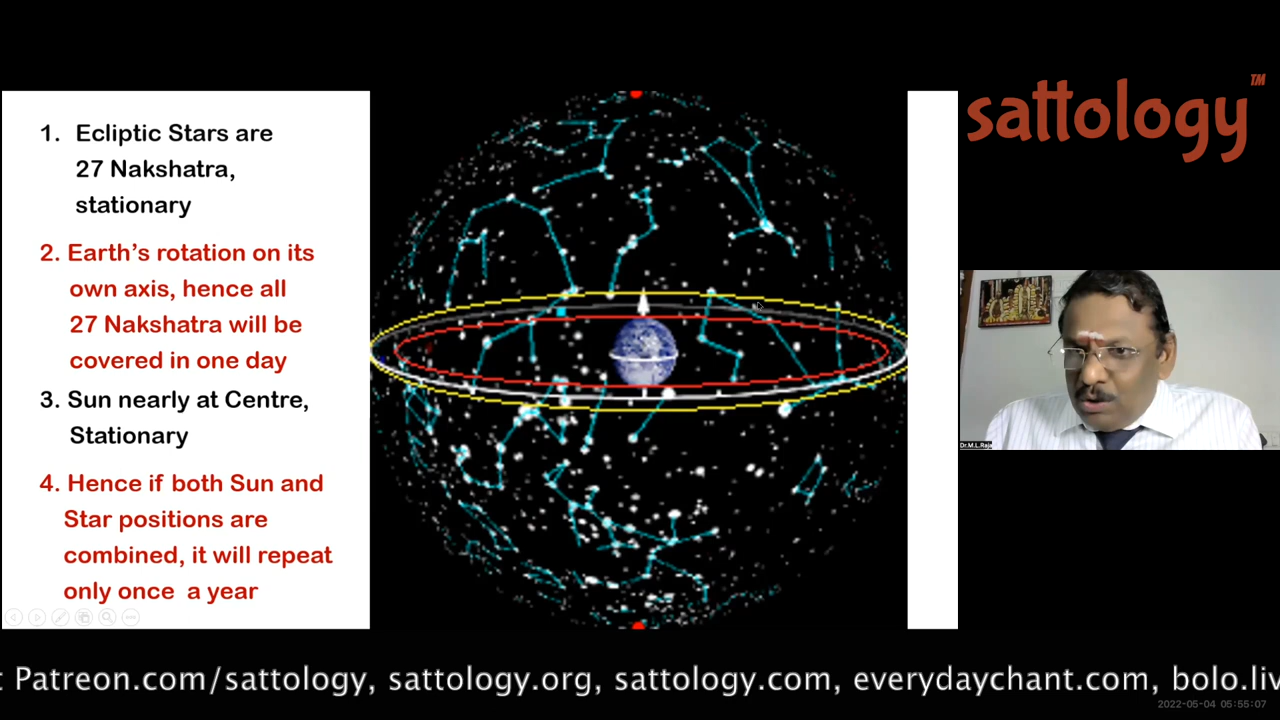 1. Ecliptic Stars are
27 Nakshatra,
stationary
2. Earth's rotation on its
own axis, hence all
27 Nakshatra will be
covered in one day
3. Sun nearly at Centre,
Stationary
4. Hence if both Sun and
Star positions are
combined, it will repeat
only once a year
sattology™
Dr.M.L.Raja
: Patreon.com/sattology, sattology.org, sattology.com, everydaychant.com, bolo.liv
2022-05-04 05:55:07